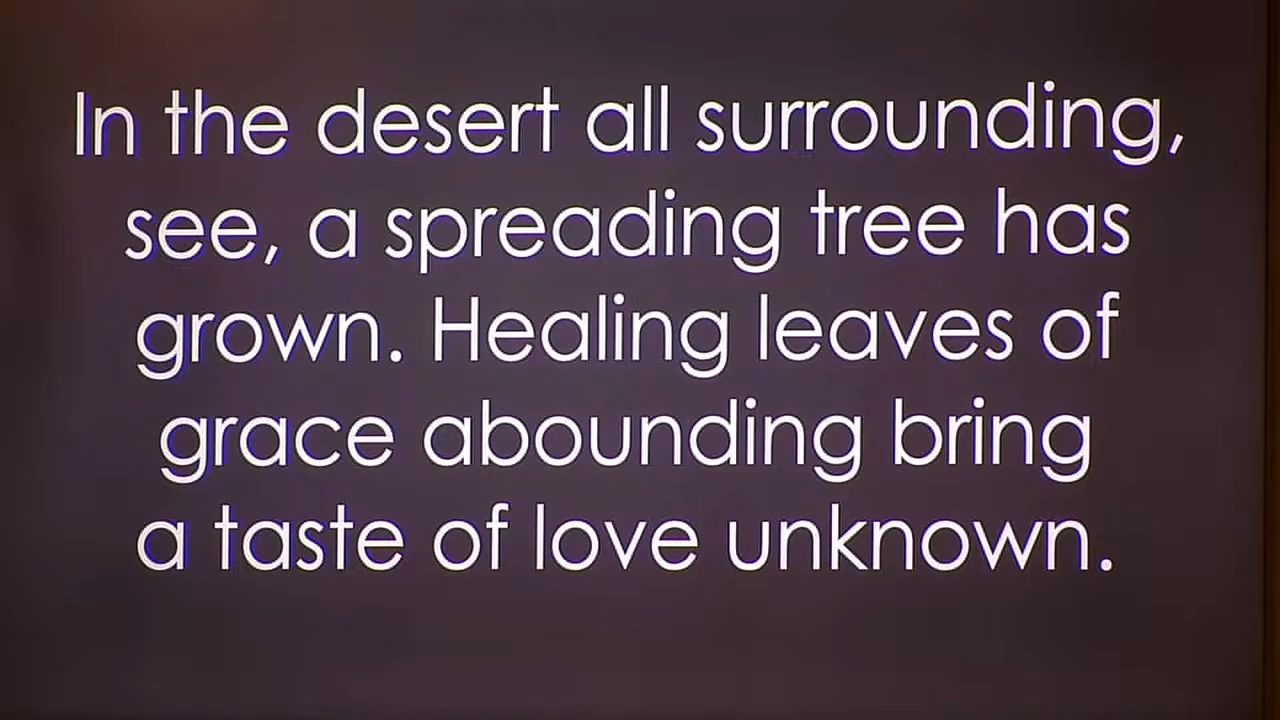 In the desert all surrounding,
see, a spreading tree has
grown. Healing leaves of
grace abounding bring
a taste of love unknown.